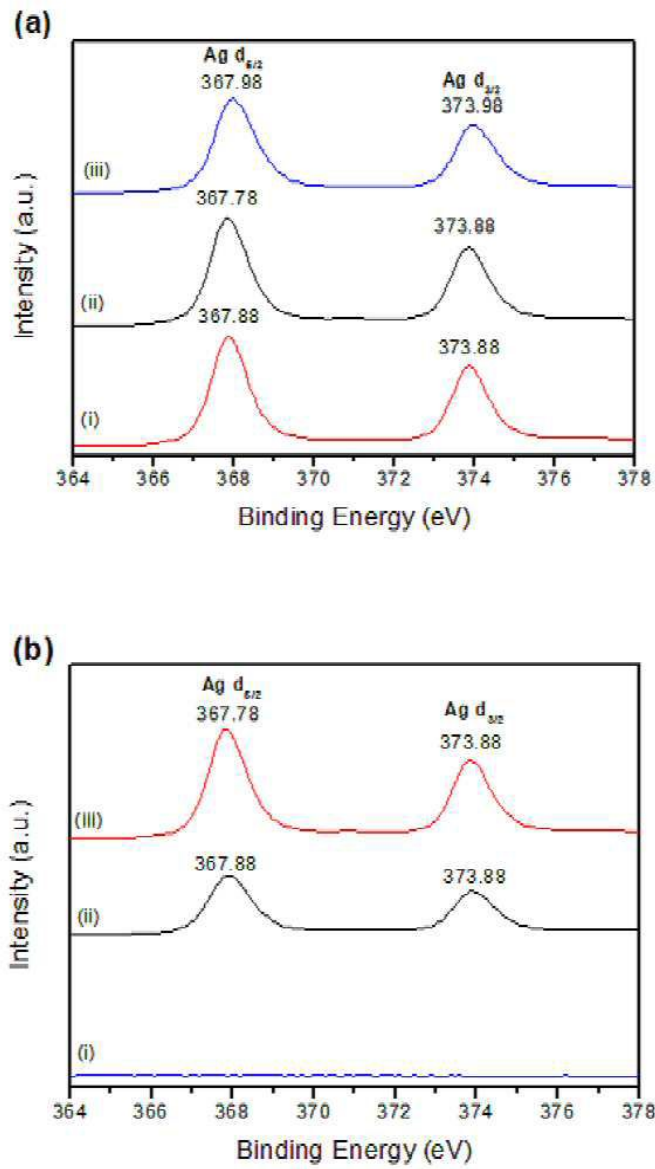 (a)
Ag d5/2
367.98
Ag d3/2
373.98
(iii)
367.78
373.88
(ii)
367.88
373.88
(i)
Intensity (a.u.)
364 366 368 370 372 374 376 378
Binding Energy (eV)
(b)
Ag d5/2
367.78
Ag d3/2
373.88
(iii)
367.88
373.88
(ii)
(i)
Intensity (a.u.)
364 366 368 370 372 374 376 378
Binding Energy (eV)